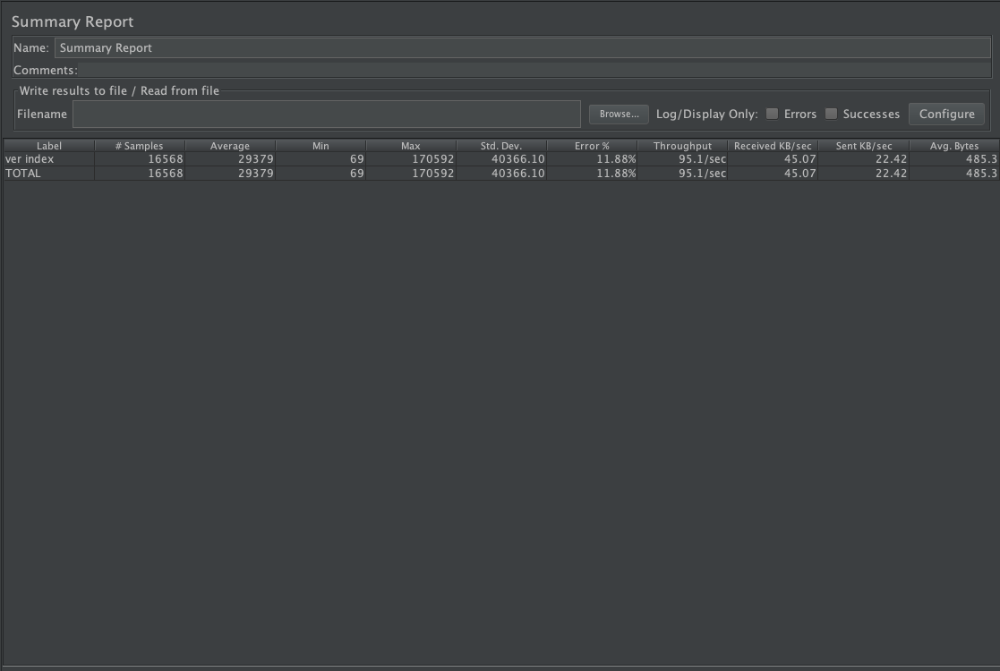 Summary Report
Name: Summary Report
Comments:
Write results to file / Read from file
Filename Browse... Log/Display Only: Errors Successes Configure
Label # Samples Average Min Max Std. Dev. Error % Throughput Received KB/sec Sent KB/sec Avg. Bytes
ver index 16568 29379 69 170592 40366.10 11.88% 95.1/sec 45.07 22.42 485.3
TOTAL 16568 29379 69 170592 40366.10 11.88% 95.1/sec 45.07 22.42 485.3